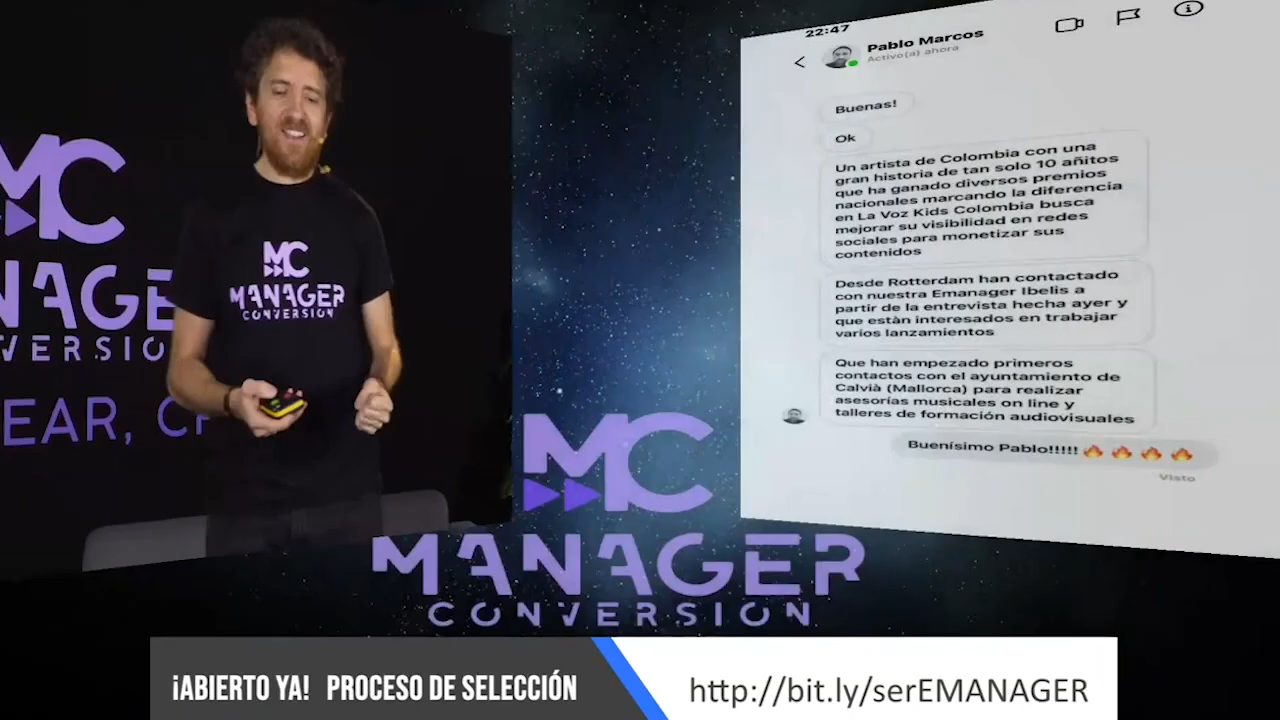 MC
NAGE
VERSIO
EAR, CR
MC
MANAGER
CONVERSION
MC
MANAGER
CONVERSION
22:47
Pablo Marcos
Activo(a) ahora
Buenas!
Ok
Un artista de Colombia con una
gran historia de tan solo 10 añitos
que ha ganado diversos premios
nacionales marcando la diferencia
en La Voz Kids Colombia busca
mejorar su visibilidad en redes
sociales para monetizar sus
contenidos
Desde Rotterdam han contactado
con nuestra Emanager Ibelis a
partir de la entrevista hecha ayer y
que estàn interesados en trabajar
varios lanzamientos
Que han empezado primeros
contactos con el ayuntamiento de
Calvià (Mallorca) para realizar
asesorías musicales on line y
talleres de formación audiovisuales
Buenísimo Pablo!!!!! 🔥🔥🔥🔥
Visto
¡ABIERTO YA! PROCESO DE SELECCIÓN
http://bit.ly/serEMANAGER